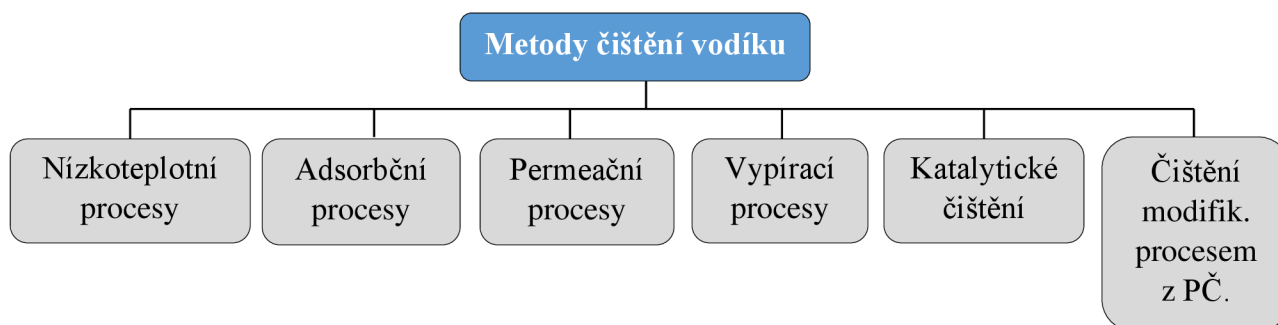 Metody čištění vodíku
Nízkoteplotní
procesy
Adsorbční
procesy
Permeační
procesy
Vypírací
procesy
Katalytické
čištění
Čištění
modifik.
procesem
z PČ.